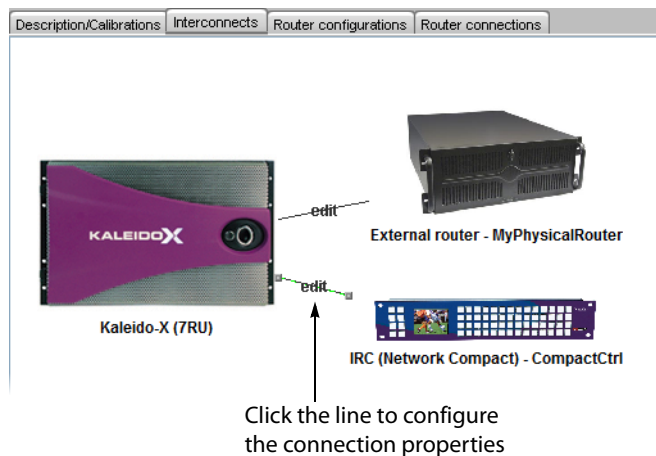 Description/Calibrations Interconnects Router configurations Router connections
KALEIDOX
edit
External router - MyPhysicalRouter
edit
Kaleido-X (7RU)
IRC (Network Compact) - CompactCtrl
Click the line to configure
the connection properties